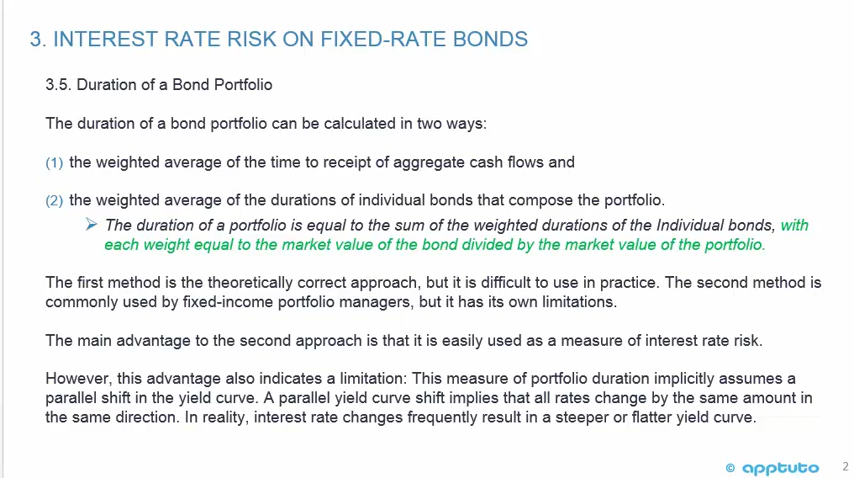 3. INTEREST RATE RISK ON FIXED-RATE BONDS
3.5. Duration of a Bond Portfolio
The duration of a bond portfolio can be calculated in two ways:
(1) the weighted average of the time to receipt of aggregate cash flows and
(2) the weighted average of the durations of individual bonds that compose the portfolio.
➢ The duration of a portfolio is equal to the sum of the weighted durations of the Individual bonds, with
each weight equal to the market value of the bond divided by the market value of the portfolio.
The first method is the theoretically correct approach, but it is difficult to use in practice. The second method is
commonly used by fixed-income portfolio managers, but it has its own limitations.
The main advantage to the second approach is that it is easily used as a measure of interest rate risk.
However, this advantage also indicates a limitation: This measure of portfolio duration implicitly assumes a
parallel shift in the yield curve. A parallel yield curve shift implies that all rates change by the same amount in
the same direction. In reality, interest rate changes frequently result in a steeper or flatter yield curve.
© apptuto 2